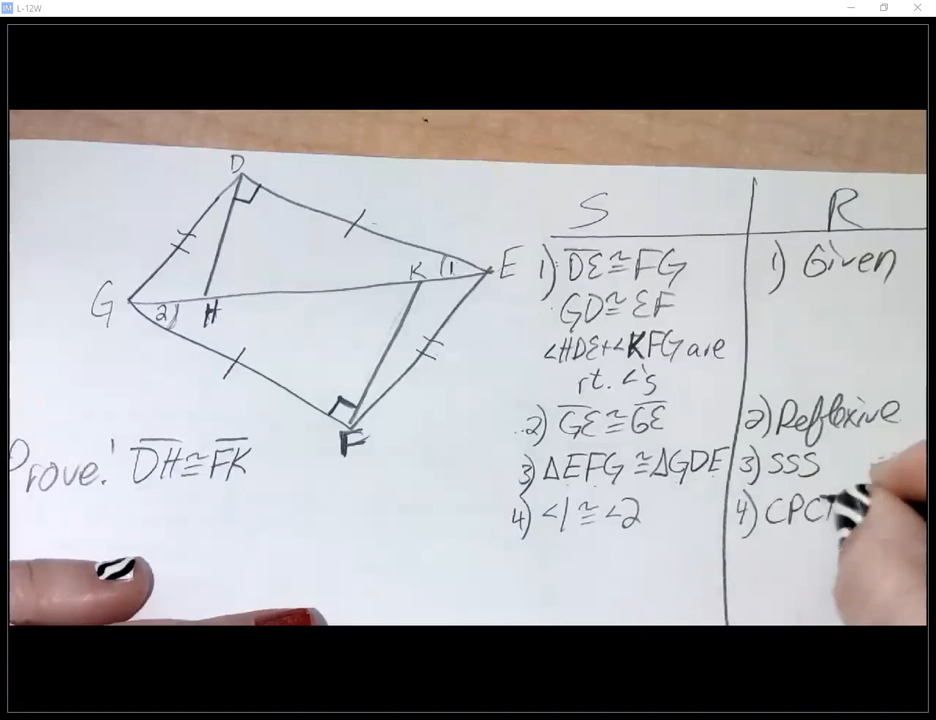 L-12W
D
G
E
K
1
2
H
F
Prove: DH≅FK
S
R
1) DE≅FG
1) Given
GD≅EF
<HDE+<KFG are
rt. <'s
2) GE≅GE
2) Reflexive
3) ΔEFG≅ΔGDE
3) SSS
4) <1≅<2
4) CPCT